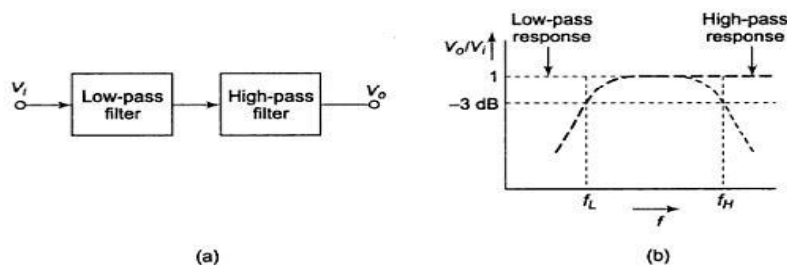 V_i
Low-pass
filter
High-pass
filter
V_o
(a)
Low-pass
response
High-pass
response
V_o/V_i
1
−3 dB
f_L
f
f_H
(b)